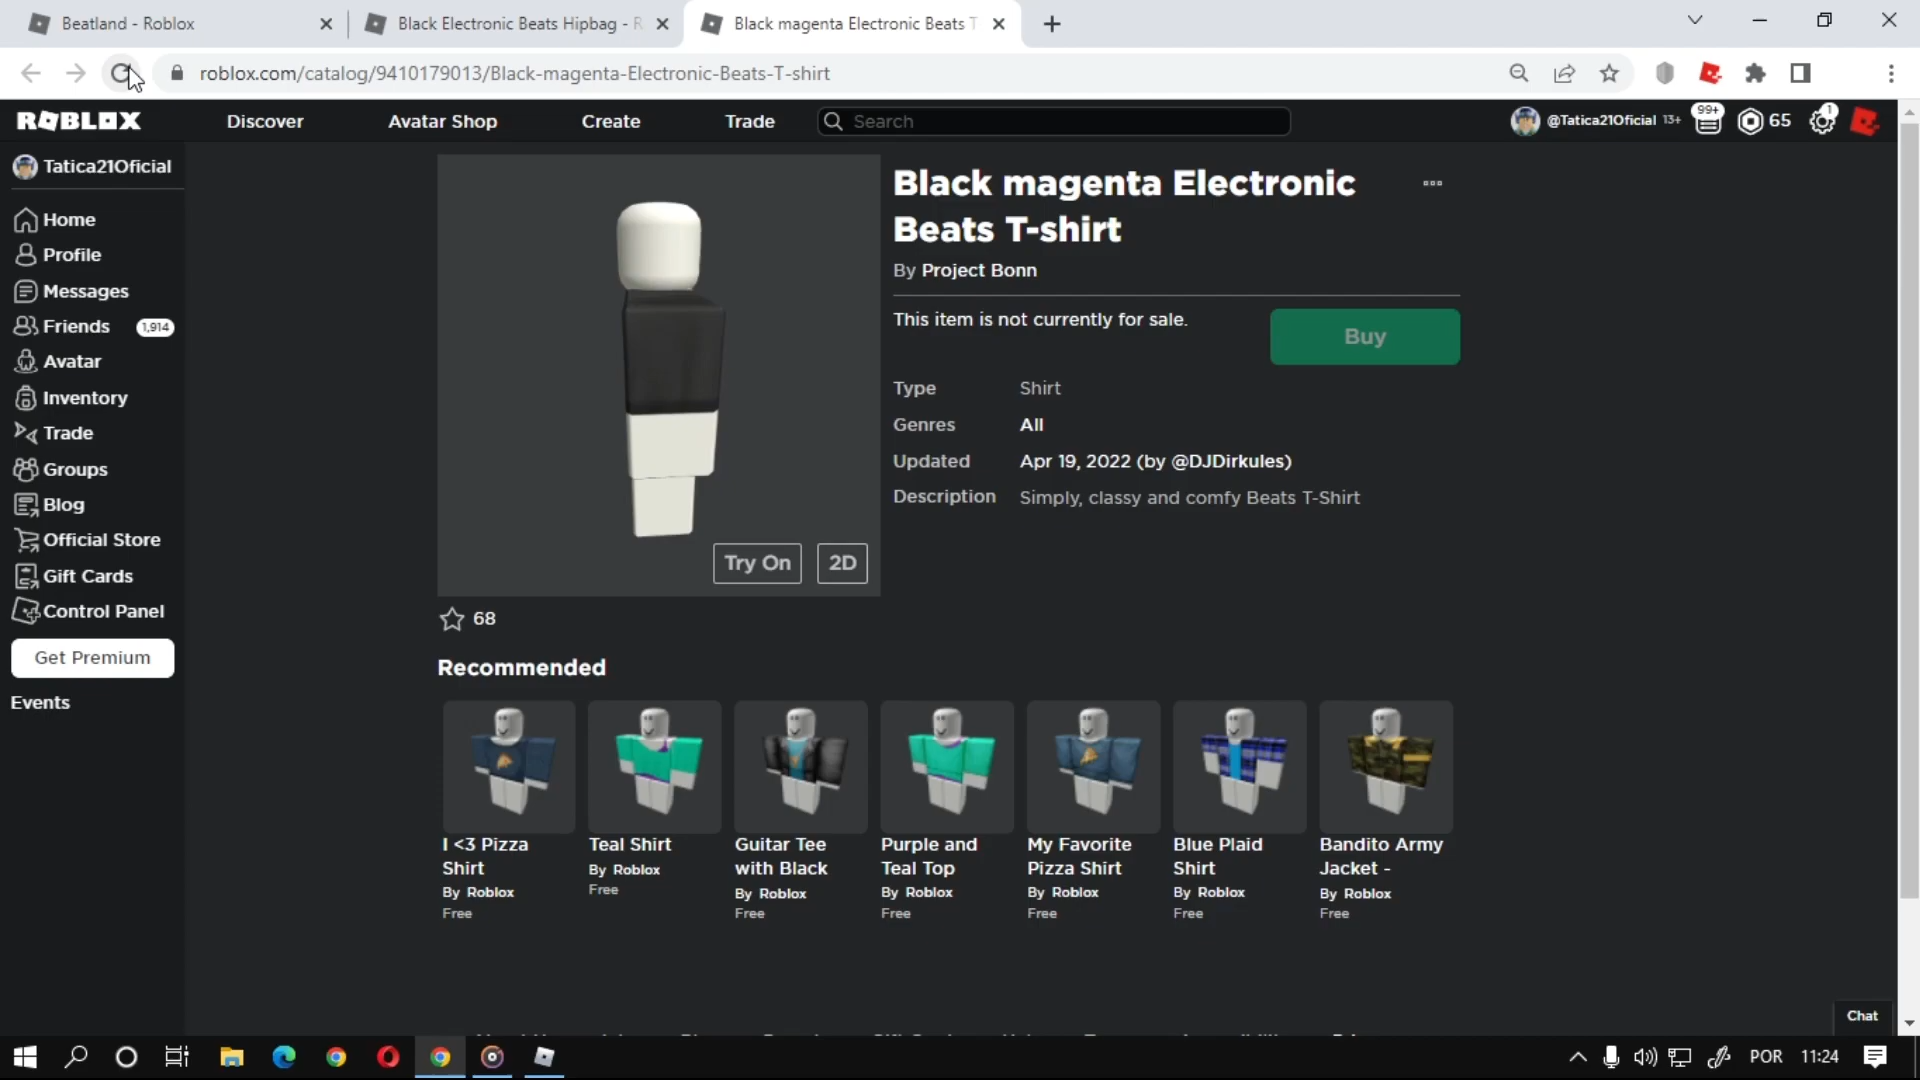 Beatland - Roblox
Black Electronic Beats Hipbag - R
Black magenta Electronic Beats T
roblox.com/catalog/9410179013/Black-magenta-Electronic-Beats-T-shirt
ROBLOX
Discover
Avatar Shop
Create
Trade
Search
@Tatica21Oficial 13+
99+
65
1
Tatica21Oficial
Home
Profile
Messages
Friends 1,914
Avatar
Inventory
Trade
Groups
Blog
Official Store
Gift Cards
Control Panel
Get Premium
Events
Try On
2D
68
Black magenta Electronic
Beats T-shirt
By Project Bonn
This item is not currently for sale.
Buy
Type Shirt
Genres All
Updated Apr 19, 2022 (by @DJDirkules)
Description Simply, classy and comfy Beats T-Shirt
Recommended
I <3 Pizza
Shirt
By Roblox
Free
Teal Shirt
By Roblox
Free
Guitar Tee
with Black
By Roblox
Free
Purple and
Teal Top
By Roblox
Free
My Favorite
Pizza Shirt
By Roblox
Free
Blue Plaid
Shirt
By Roblox
Free
Bandito Army
Jacket -
By Roblox
Free
Chat
POR
11:24